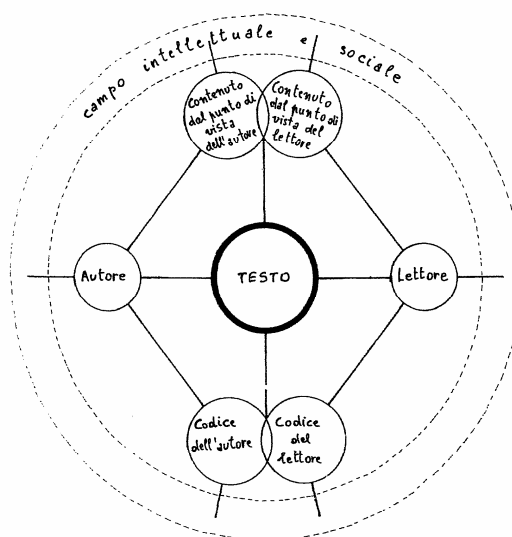 campo intellettuale e sociale
Contenuto
dal punto di
vista
dell'autore
Contenuto
dal punto di
vista del
lettore
Autore
TESTO
Lettore
Codice
dell'autore
Codice
del
lettore